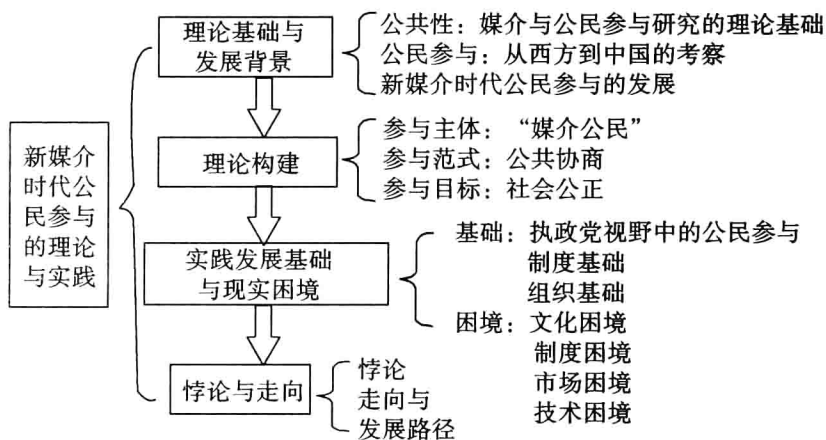 新媒介
时代公
民参与
的理论
与实践
理论基础与
发展背景
公共性：媒介与公民参与研究的理论基础
公民参与：从西方到中国的考察
新媒介时代公民参与的发展
理论构建
参与主体：“媒介公民”
参与范式：公共协商
参与目标：社会公正
实践发展基础
与现实困境
基础：执政党视野中的公民参与
制度基础
组织基础
困境：文化困境
制度困境
市场困境
技术困境
悖论与走向
悖论
走向与
发展路径